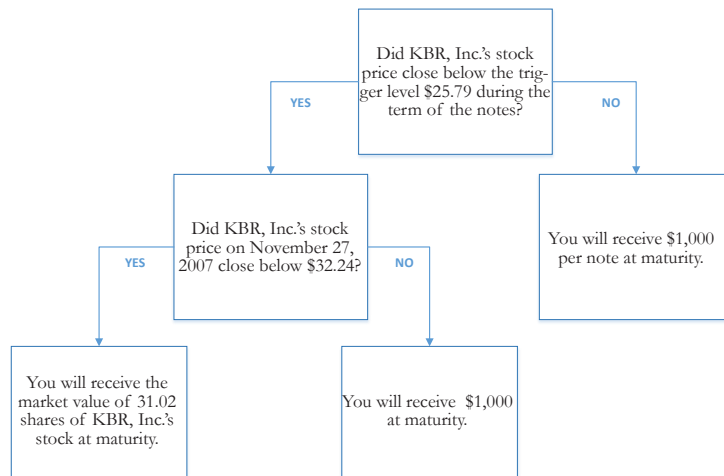 Did KBR, Inc.'s stock
price close below the trig-
ger level $25.79 during the
term of the notes?
YES
NO
Did KBR, Inc.'s stock
price on November 27,
2007 close below $32.24?
You will receive $1,000
per note at maturity.
YES
NO
You will receive the
market value of 31.02
shares of KBR, Inc.'s
stock at maturity.
You will receive $1,000
at maturity.